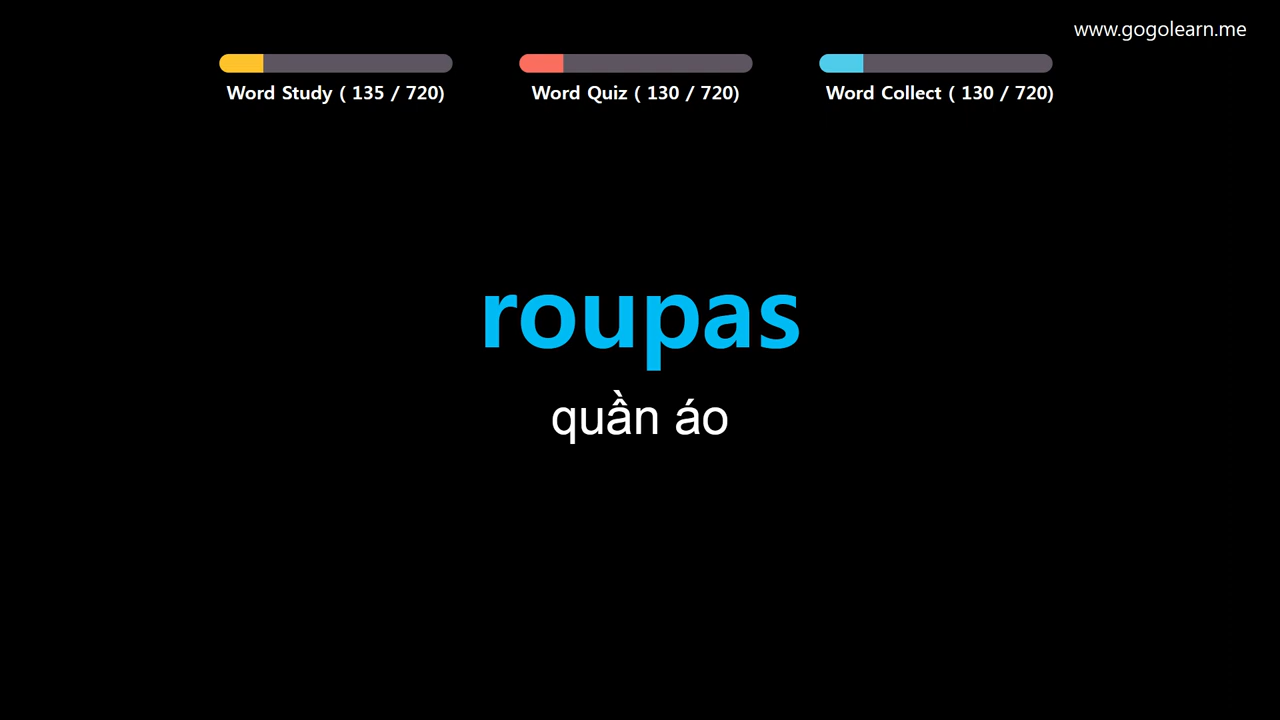 www.gogolearn.me
Word Study ( 135 / 720)
Word Quiz ( 130 / 720)
Word Collect ( 130 / 720)
roupas
quần áo